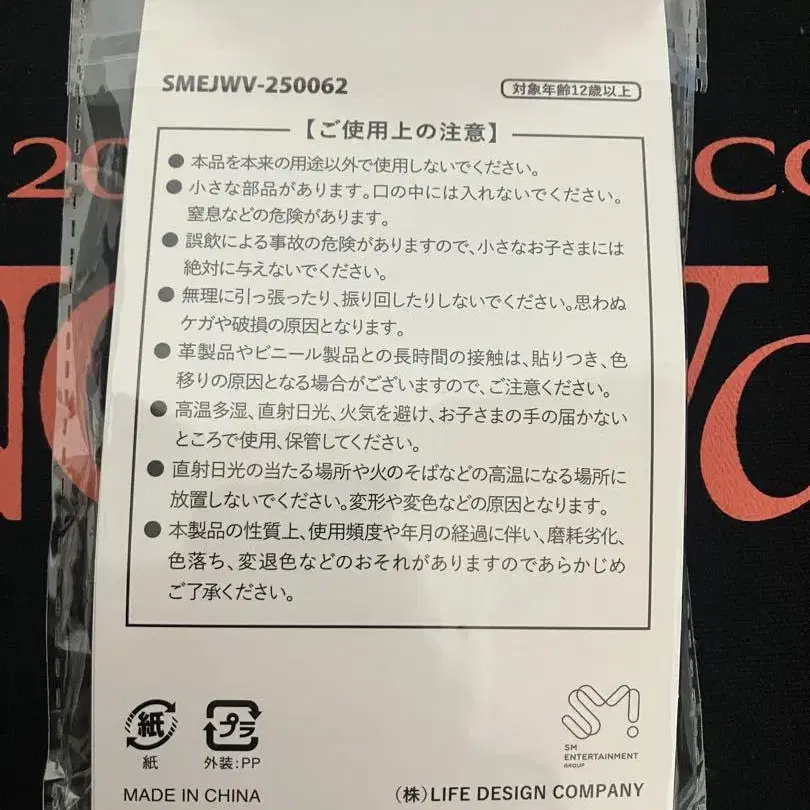 SMEJWV-250062
対象年齢12歳以上
【ご使用上の注意】
● 本品を本来の用途以外で使用しないでください。
● 小さな部品があります。口の中には入れないでください。
窒息などの危険があります。
● 誤飲による事故の危険がありますので、小さなお子さまには
絶対に与えないでください。
● 無理に引っ張ったり、振り回したりしないでください。思わぬ
ケガや破損の原因となります。
● 革製品やビニール製品との長時間の接触は、貼りつき、色
移りの原因となる場合がございますので、ご注意ください。
● 高温多湿、直射日光、火気を避け、お子さまの手の届かない
ところで使用、保管してください。
● 直射日光の当たる場所や火のそばなどの高温になる場所に
放置しないでください。変形や変色などの原因となります。
● 本製品の性質上、使用頻度や年月の経過に伴い、磨耗劣化、
色落ち、変退色などのおそれがありますのであらかじめ
ご了承ください。
20
CO
紙
プラ
紙
外装:PP
SM
ENTERTAINMENT
GROUP
MADE IN CHINA
(株)LIFE DESIGN COMPANY